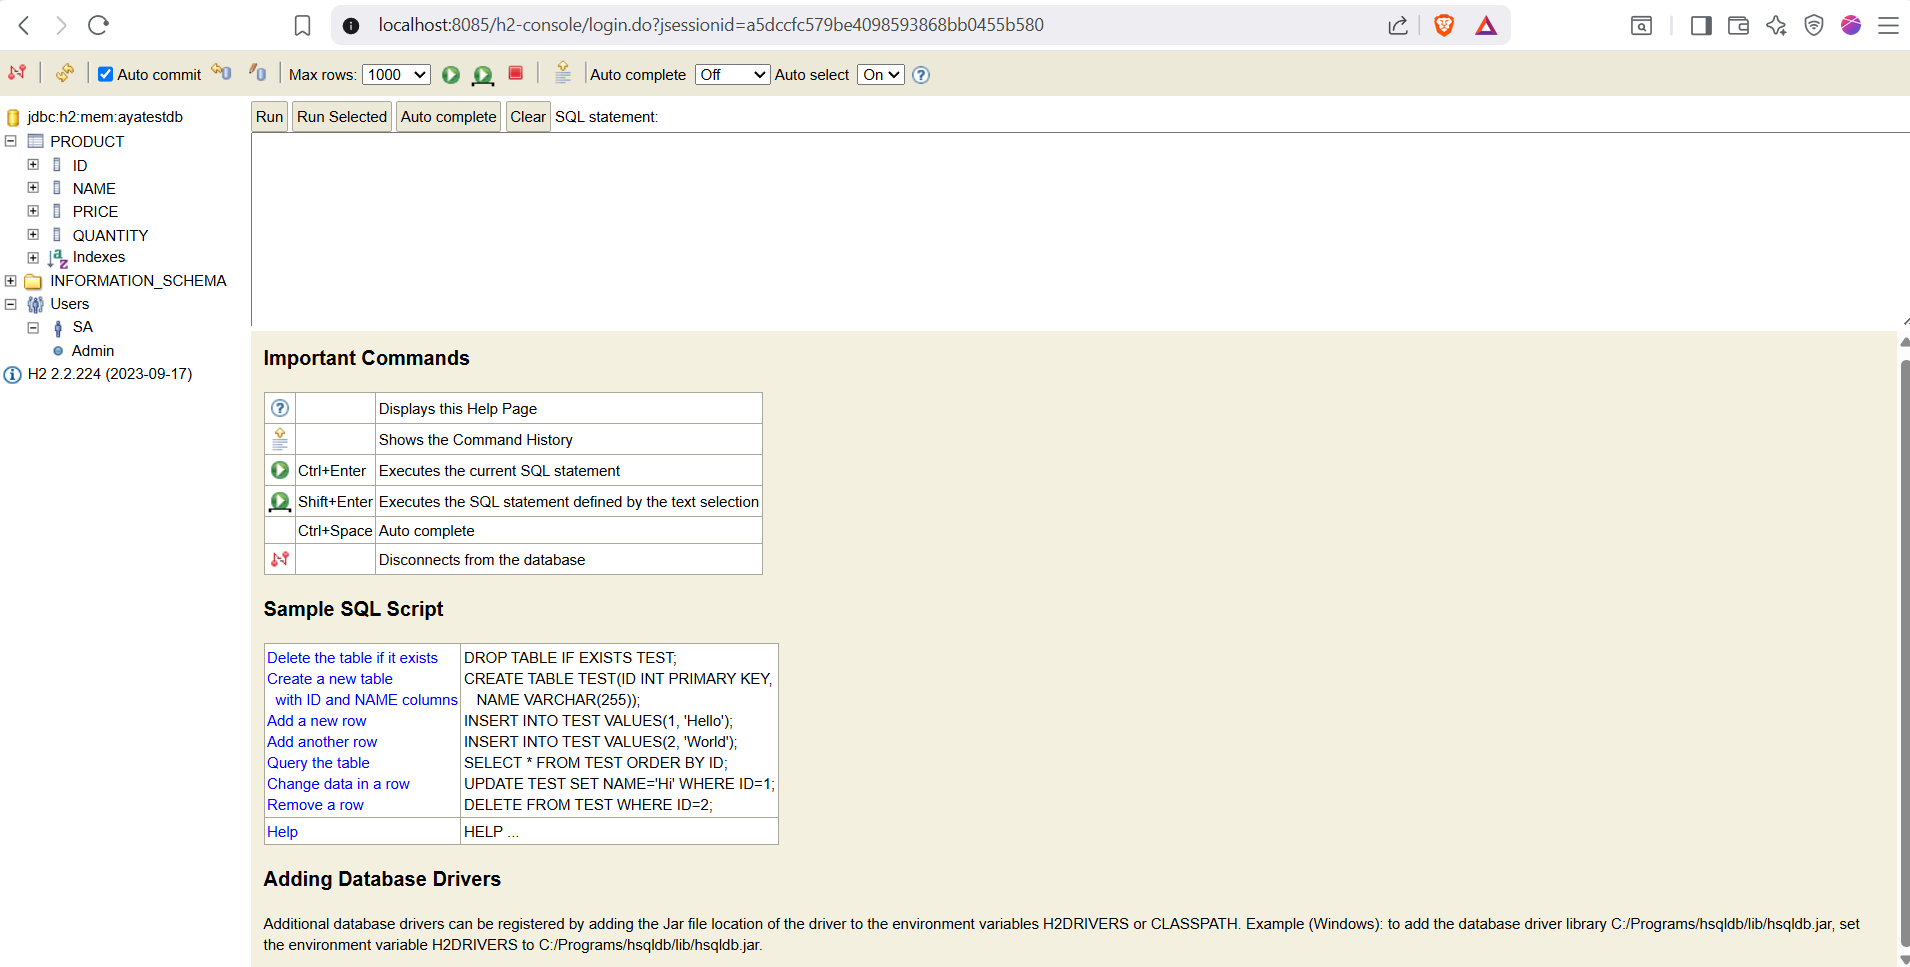 localhost:8085/h2-console/login.do?jsessionid=a5dccfc579be4098593868bb0455b580
Auto commit Max rows: 1000 Auto complete Off Auto select On
jdbc:h2:mem:ayatestdb
PRODUCT
ID
NAME
PRICE
QUANTITY
Indexes
INFORMATION_SCHEMA
Users
SA
Admin
H2 2.2.224 (2023-09-17)
Run Run Selected Auto complete Clear SQL statement:
Important Commands
Displays this Help Page
Shows the Command History
Ctrl+Enter Executes the current SQL statement
Shift+Enter Executes the SQL statement defined by the text selection
Ctrl+Space Auto complete
Disconnects from the database
Sample SQL Script
Delete the table if it exists DROP TABLE IF EXISTS TEST;
Create a new table CREATE TABLE TEST(ID INT PRIMARY KEY,
with ID and NAME columns NAME VARCHAR(255));
Add a new row INSERT INTO TEST VALUES(1, 'Hello');
Add another row INSERT INTO TEST VALUES(2, 'World');
Query the table SELECT * FROM TEST ORDER BY ID;
Change data in a row UPDATE TEST SET NAME='Hi' WHERE ID=1;
Remove a row DELETE FROM TEST WHERE ID=2;
Help HELP ...
Adding Database Drivers
Additional database drivers can be registered by adding the Jar file location of the driver to the environment variables H2DRIVERS or CLASSPATH. Example (Windows): to add the database driver library C:/Programs/hsqldb/lib/hsqldb.jar, set
the environment variable H2DRIVERS to C:/Programs/hsqldb/lib/hsqldb.jar.